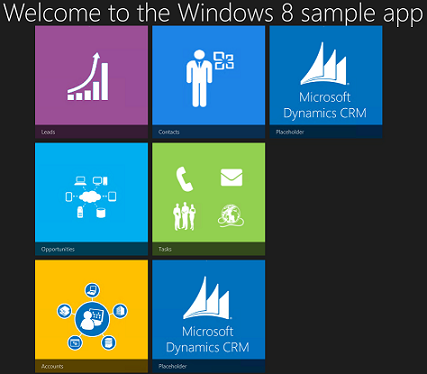 Welcome to the Windows 8 sample app
Leads
Contacts
Microsoft
Dynamics CRM
Placeholder
Opportunities
Tasks
Accounts
Microsoft
Dynamics CRM
Placeholder